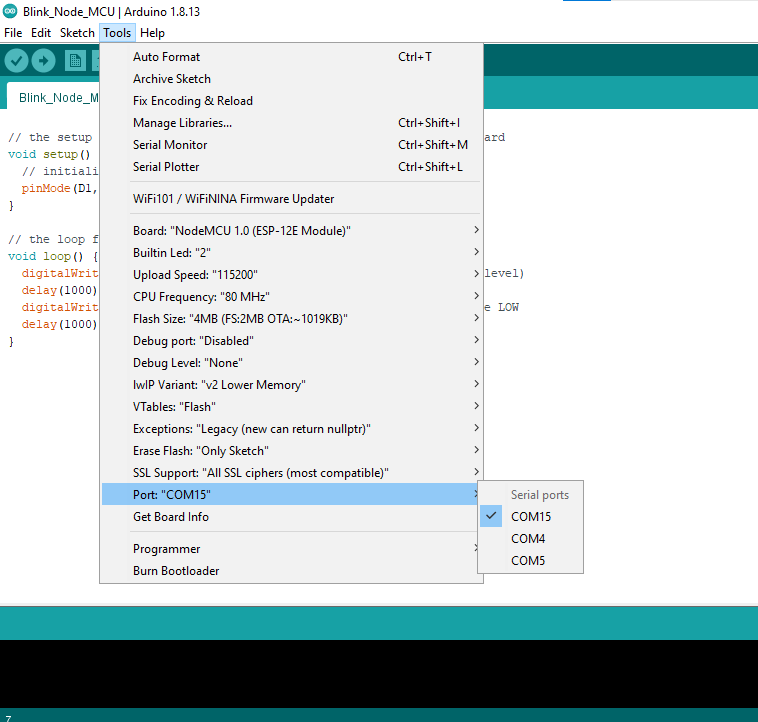 Blink_Node_MCU | Arduino 1.8.13
File Edit Sketch Tools Help
Blink_Node_M
// the setup
void setup()
// initiali
pinMode(D1,
}
// the loop f
void loop() {
digitalWrit
delay(1000)
digitalWrit
delay(1000)
}
ard
level)
e LOW
Auto Format Ctrl+T
Archive Sketch
Fix Encoding & Reload
Manage Libraries... Ctrl+Shift+I
Serial Monitor Ctrl+Shift+M
Serial Plotter Ctrl+Shift+L
WiFi101 / WiFiNINA Firmware Updater
Board: "NodeMCU 1.0 (ESP-12E Module)"
Builtin Led: "2"
Upload Speed: "115200"
CPU Frequency: "80 MHz"
Flash Size: "4MB (FS:2MB OTA:~1019KB)"
Debug port: "Disabled"
Debug Level: "None"
lwIP Variant: "v2 Lower Memory"
VTables: "Flash"
Exceptions: "Legacy (new can return nullptr)"
Erase Flash: "Only Sketch"
SSL Support: "All SSL ciphers (most compatible)"
Port: "COM15"
Get Board Info
Programmer
Burn Bootloader
Serial ports
COM15
COM4
COM5
7